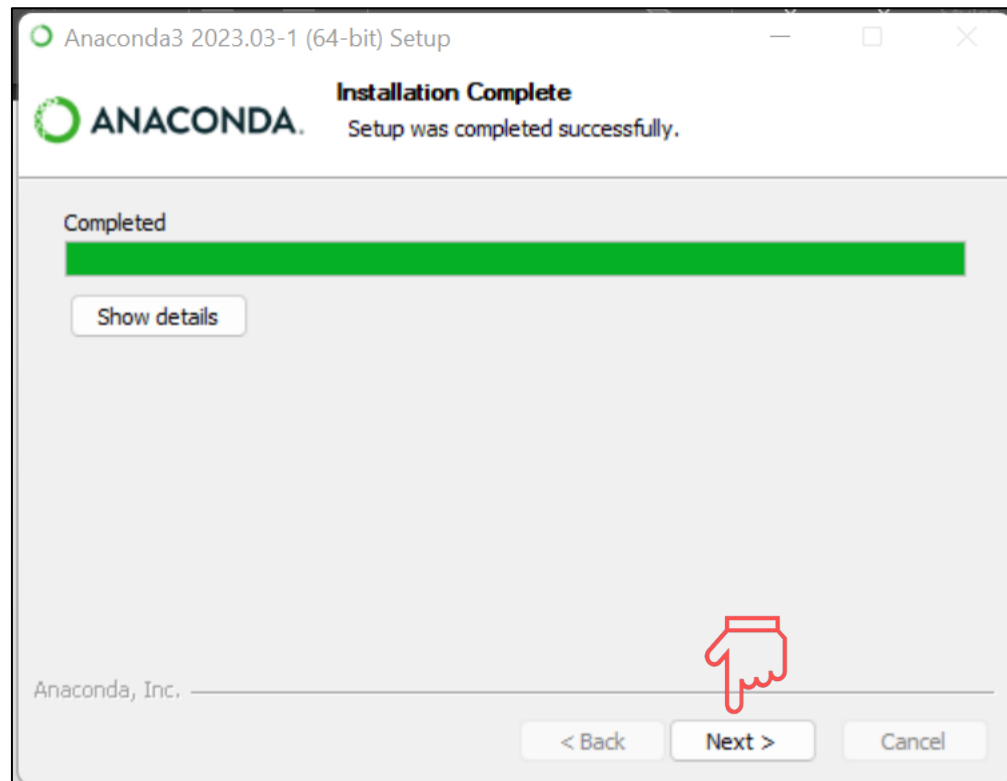 Anaconda3 2023.03-1 (64-bit) Setup
ANACONDA.
Installation Complete
Setup was completed successfully.
Completed
Show details
Anaconda, Inc.
< Back
Next >
Cancel